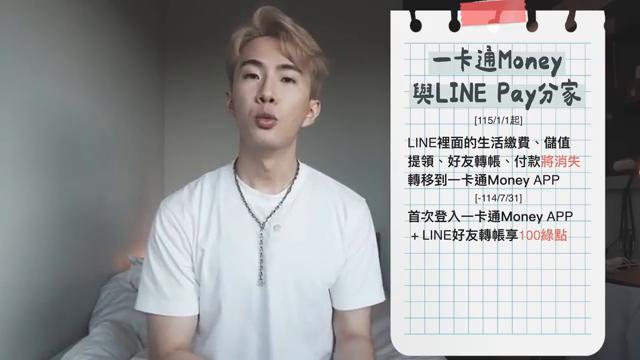 一卡通Money
與LINE Pay分家
[115/1/1起]
LINE裡面的生活繳費、儲值
提領、好友轉帳、付款將消失
轉移到一卡通Money APP
[-114/7/31]
首次登入一卡通Money APP
+ LINE好友轉帳享100綠點